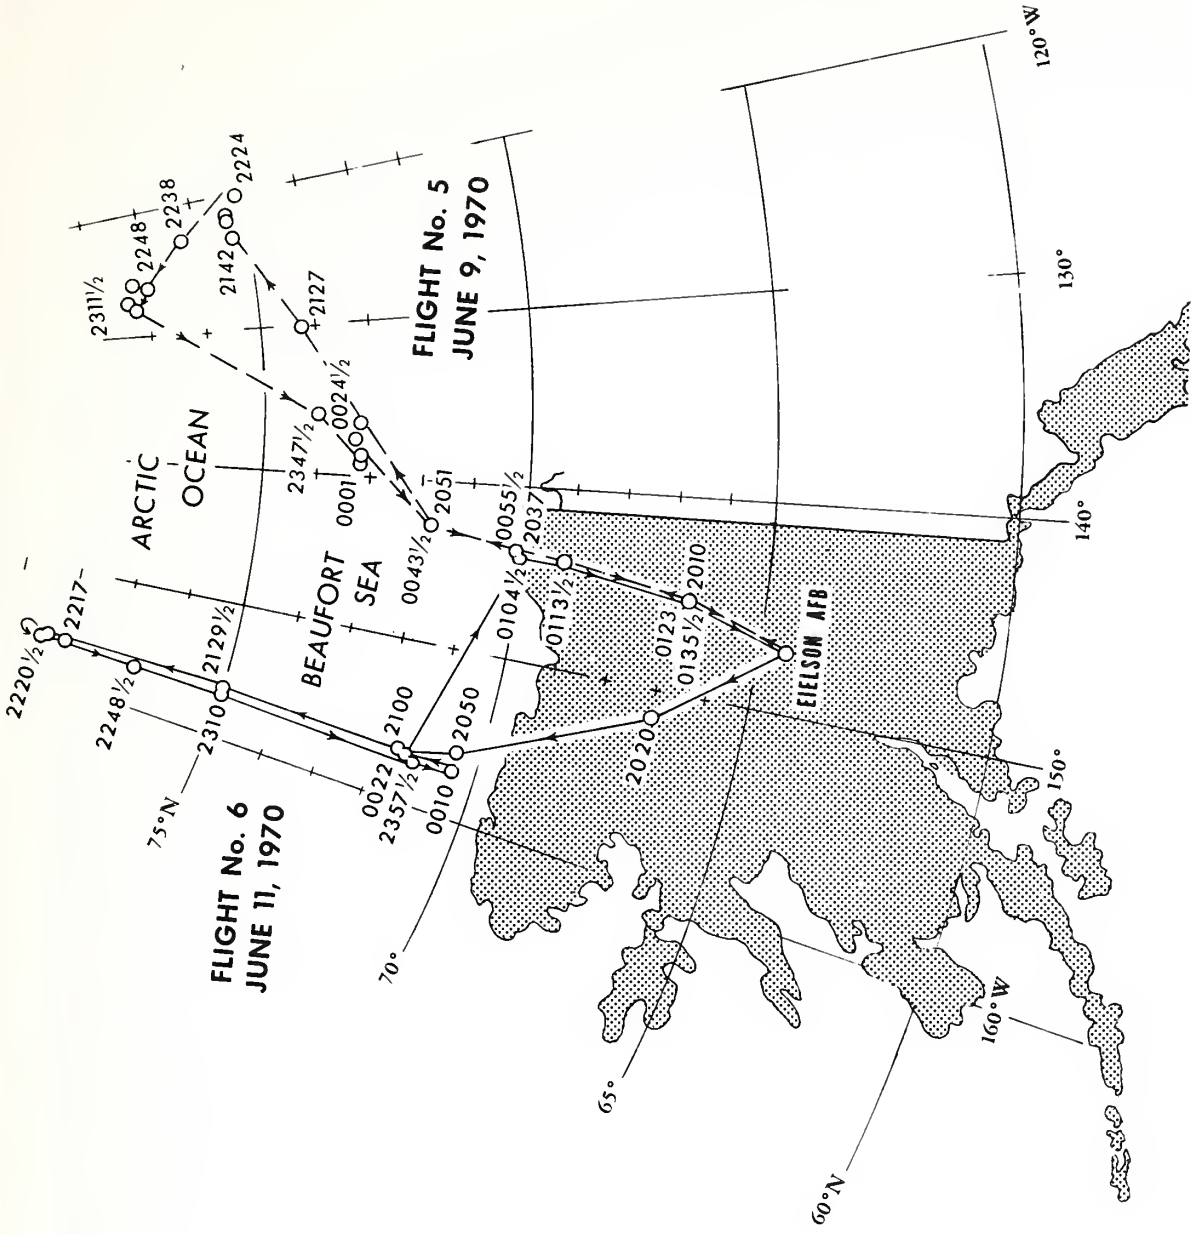 120°W
2224
2238
2248
2311½
2142
2127
FLIGHT No. 5
JUNE 9, 1970
130°
ARCTIC
OCEAN
2347½
0024½
0001
2051
0043½
0055½
2037
140°
BEAUFORT
SEA
2217
2220½
2129½
2248½
2310
0104½
0113½
2010
0123
0135½
EIELSON AFB
2100
2050
2020
0022
2357½
0010
150°
75°N
FLIGHT No. 6
JUNE 11, 1970
70°
160°W
65°
60°N